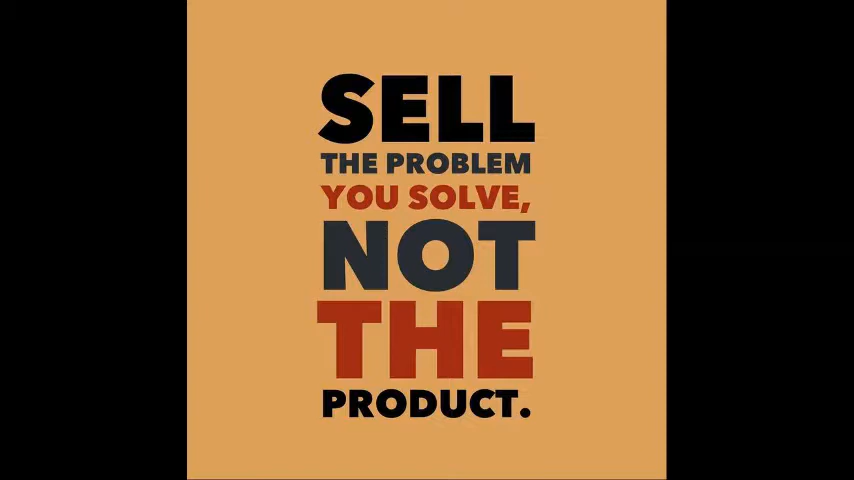 SELL
THE PROBLEM
YOU SOLVE,
NOT
THE
PRODUCT.